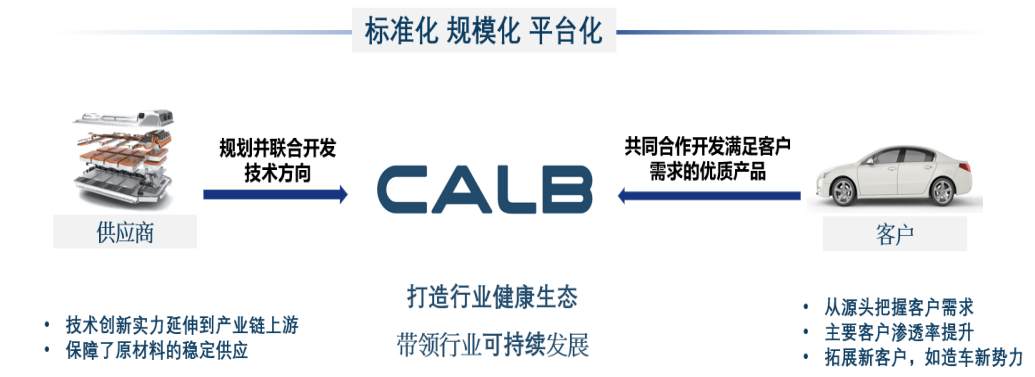 标准化 规模化 平台化
规划并联合开发
技术方向
共同合作开发满足客户
需求的优质产品
CALB
供应商
客户
打造行业健康生态
带领行业可持续发展
• 技术创新实力延伸到产业链上游
• 保障了原材料的稳定供应
• 从源头把握客户需求
• 主要客户渗透率提升
• 拓展新客户，如造车新势力